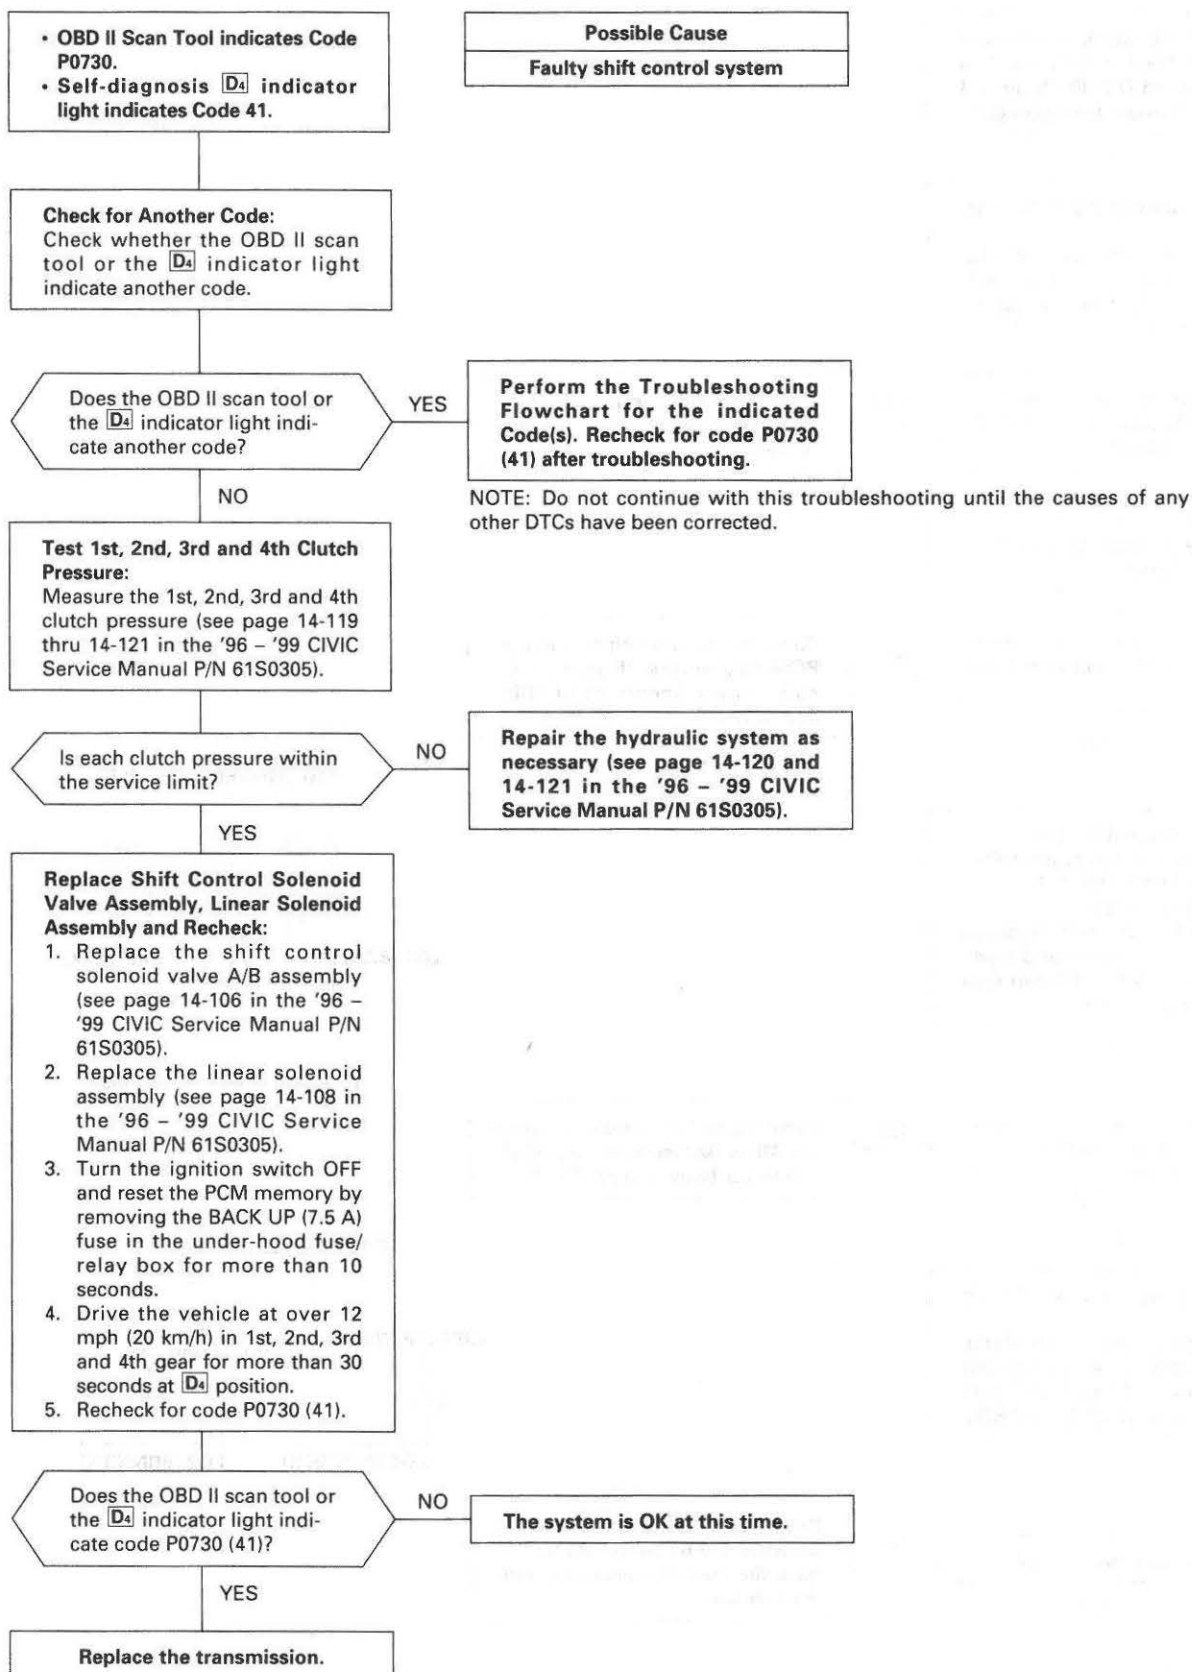 • OBD II Scan Tool indicates Code
P0730.
• Self-diagnosis D4 indicator
light indicates Code 41.
Possible Cause
Faulty shift control system
Check for Another Code:
Check whether the OBD II scan
tool or the D4 indicator light
indicate another code.
Does the OBD II scan tool or
the D4 indicator light indi-
cate another code?
YES
Perform the Troubleshooting
Flowchart for the indicated
Code(s). Recheck for code P0730
(41) after troubleshooting.
NO
NOTE: Do not continue with this troubleshooting until the causes of any
other DTCs have been corrected.
Test 1st, 2nd, 3rd and 4th Clutch
Pressure:
Measure the 1st, 2nd, 3rd and 4th
clutch pressure (see page 14-119
thru 14-121 in the '96 – '99 CIVIC
Service Manual P/N 61S0305).
Is each clutch pressure within
the service limit?
NO
Repair the hydraulic system as
necessary (see page 14-120 and
14-121 in the '96 – '99 CIVIC
Service Manual P/N 61S0305).
YES
Replace Shift Control Solenoid
Valve Assembly, Linear Solenoid
Assembly and Recheck:
1. Replace the shift control
solenoid valve A/B assembly
(see page 14-106 in the '96 –
'99 CIVIC Service Manual P/N
61S0305).
2. Replace the linear solenoid
assembly (see page 14-108 in
the '96 – '99 CIVIC Service
Manual P/N 61S0305).
3. Turn the ignition switch OFF
and reset the PCM memory by
removing the BACK UP (7.5 A)
fuse in the under-hood fuse/
relay box for more than 10
seconds.
4. Drive the vehicle at over 12
mph (20 km/h) in 1st, 2nd, 3rd
and 4th gear for more than 30
seconds at D4 position.
5. Recheck for code P0730 (41).
Does the OBD II scan tool or
the D4 indicator light indi-
cate code P0730 (41)?
NO
The system is OK at this time.
YES
Replace the transmission.